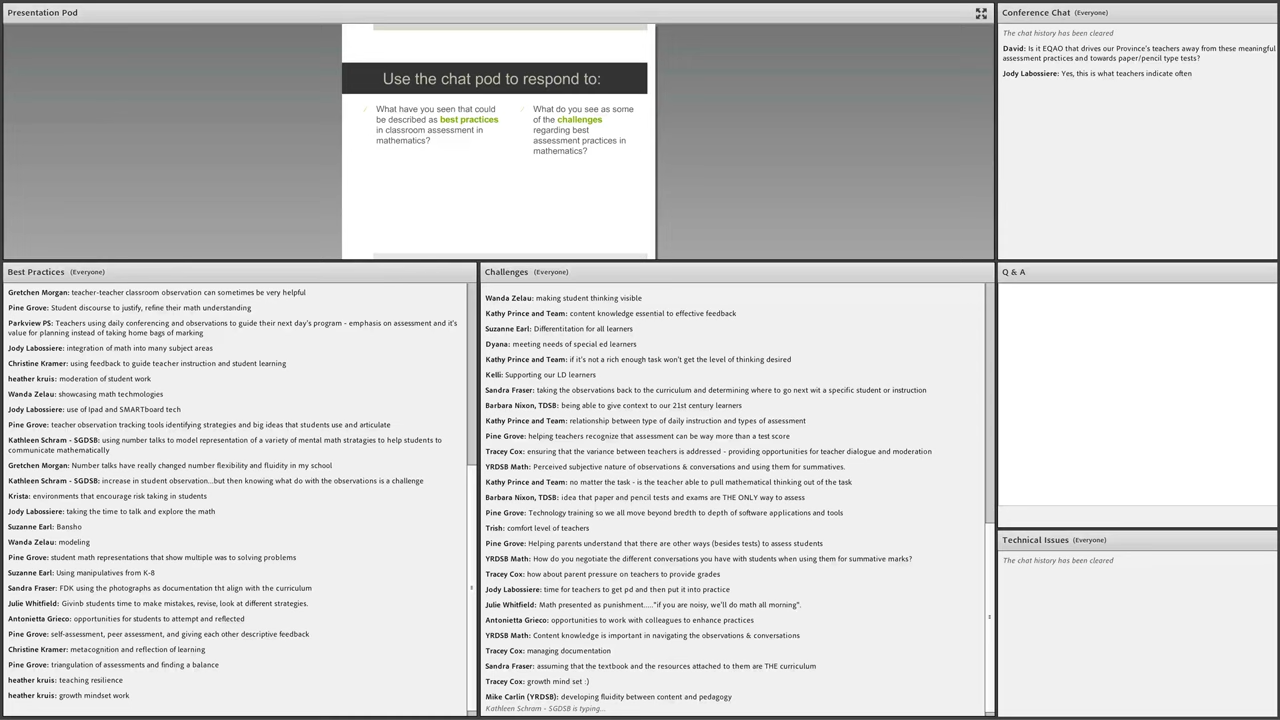 Presentation Pod
Use the chat pod to respond to:
What have you seen that could
be described as best practices
in classroom assessment in
mathematics?
What do you see as some
of the challenges
regarding best
assessment practices in
mathematics?
Conference Chat (Everyone)
The chat history has been cleared
David: Is it EQAO that drives our Province's teachers away from these meaningful
assessment practices and towards paper/pencil type tests?
Jody Labossiere: Yes, this is what teachers indicate often
Best Practices (Everyone)
Gretchen Morgan: teacher-teacher classroom observation can sometimes be very helpful
Pine Grove: Student discourse to justify, refine their math understanding
Parkview PS: Teachers using daily conferencing and observations to guide their next day's program - emphasis on assessment and it's
value for planning instead of taking home bags of marking
Jody Labossiere: integration of math into many subject areas
Christine Kramer: using feedback to guide teacher instruction and student learning
heather kruis: moderation of student work
Wanda Zelau: showcasing math technologies
Jody Labossiere: use of Ipad and SMARTboard tech
Pine Grove: teacher observation tracking tools identifying strategies and big ideas that students use and articulate
Kathleen Schram - SGDSB: using number talks to model representation of a variety of mental math stratagies to help students to
communicate mathematically
Gretchen Morgan: Number talks have really changed number flexibility and fluidity in my school
Kathleen Schram - SGDSB: increase in student observation...but then knowing what do with the observations is a challenge
Krista: environments that encourage risk taking in students
Jody Labossiere: taking the time to talk and explore the math
Suzanne Earl: Bansho
Wanda Zelau: modeling
Pine Grove: student math representations that show multiple was to solving problems
Suzanne Earl: Using manipulatives from K-8
Sandra Fraser: FDK using the photographs as documentation tht align with the curriculum
Julie Whitfield: Givinb students time to make mistakes, revise, look at different strategies.
Antonietta Grieco: opportunities for students to attempt and reflected
Pine Grove: self-assessment, peer assessment, and giving each other descriptive feedback
Christine Kramer: metacognition and reflection of learning
Pine Grove: triangulation of assessments and finding a balance
heather kruis: teaching resilience
heather kruis: growth mindset work
Challenges (Everyone)
Wanda Zelau: making student thinking visible
Kathy Prince and Team: content knowledge essential to effective feedback
Suzanne Earl: Differentitation for all learners
Dyana: meeting needs of special ed learners
Kathy Prince and Team: if it's not a rich enough task won't get the level of thinking desired
Kelli: Supporting our LD learners
Sandra Fraser: taking the observations back to the curriculum and determining where to go next wit a specific student or instruction
Barbara Nixon, TDSB: being able to give context to our 21st century learners
Kathy Prince and Team: relationship between type of daily instruction and types of assessment
Pine Grove: helping teachers recognize that assessment can be way more than a test score
Tracey Cox: ensuring that the variance between teachers is addressed - providing opportunities for teacher dialogue and moderation
YRDSB Math: Perceived subjective nature of observations & conversations and using them for summatives.
Kathy Prince and Team: no matter the task - is the teacher able to pull mathematical thinking out of the task
Barbara Nixon, TDSB: idea that paper and pencil tests and exams are THE ONLY way to assess
Pine Grove: Technology training so we all move beyond bredth to depth of software applications and tools
Trish: comfort level of teachers
Pine Grove: Helping parents understand that there are other ways (besides tests) to assess students
YRDSB Math: How do you negotiate the different conversations you have with students when using them for summative marks?
Tracey Cox: how about parent pressure on teachers to provide grades
Jody Labossiere: time for teachers to get pd and then put it into practice
Julie Whitfield: Math presented as punishment....."if you are noisy, we'll do math all morning".
Antonietta Grieco: opportunities to work with colleagues to enhance practices
YRDSB Math: Content knowledge is important in navigating the observations & conversations
Tracey Cox: managing documentation
Sandra Fraser: assuming that the textbook and the resources attached to them are THE curriculum
Tracey Cox: growth mind set :)
Mike Carlin (YRDSB): developing fluidity between content and pedagogy
Kathleen Schram - SGDSB is typing...
Q & A
Technical Issues (Everyone)
The chat history has been cleared